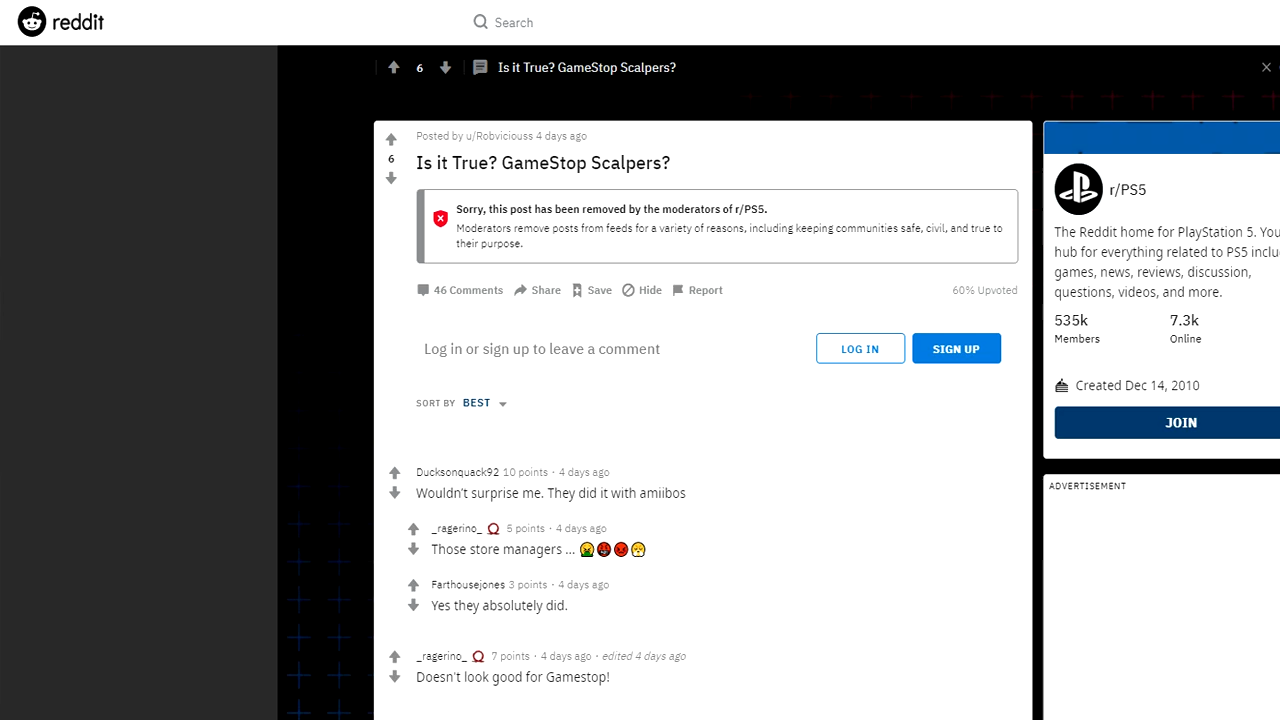 reddit
Search
6
Is it True? GameStop Scalpers?
Posted by u/Robviciouss 4 days ago
6
Is it True? GameStop Scalpers?
Sorry, this post has been removed by the moderators of r/PS5.
Moderators remove posts from feeds for a variety of reasons, including keeping communities safe, civil, and true to
their purpose.
46 Comments Share Save Hide Report 60% Upvoted
Log in or sign up to leave a comment LOG IN SIGN UP
SORT BY BEST
Ducksonquack92 10 points · 4 days ago
Wouldn't surprise me. They did it with amiibos
_ragerino_ 5 points · 4 days ago
Those store managers ... 🤮🤬😡😤
Farthousejones 3 points · 4 days ago
Yes they absolutely did.
_ragerino_ 7 points · 4 days ago · edited 4 days ago
Doesn't look good for Gamestop!
r/PS5
The Reddit home for PlayStation 5. You
hub for everything related to PS5 inclu
games, news, reviews, discussion,
questions, videos, and more.
535k 7.3k
Members Online
Created Dec 14, 2010
JOIN
ADVERTISEMENT